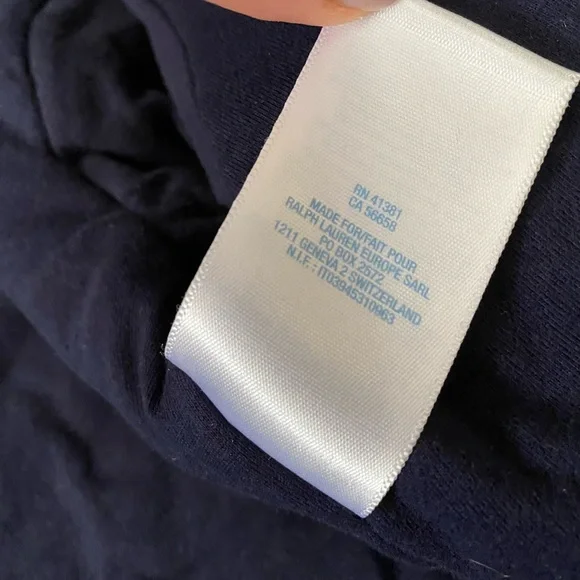 RN 41381
CA 56658
MADE FOR/FAIT POUR
RALPH LAUREN EUROPE SARL
PO BOX 2572
1211 GENEVA 2 SWITZERLAND
N.I.F. : IT03945310963